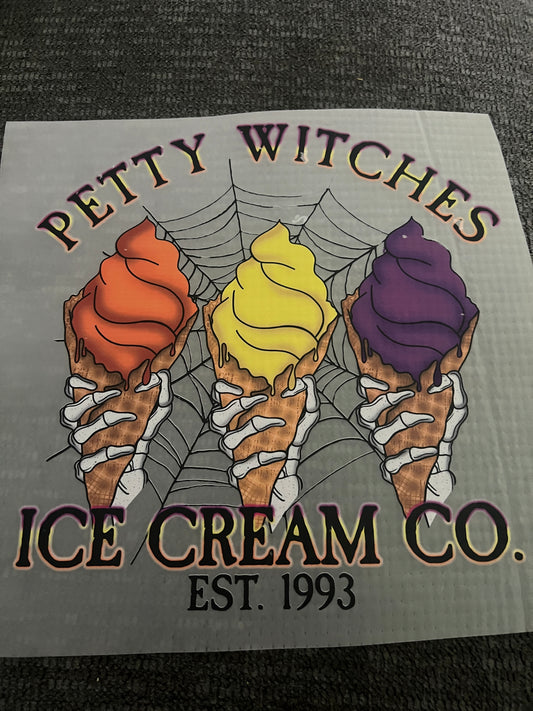 PETTY WITCHES
ICE CREAM CO.
EST. 1993